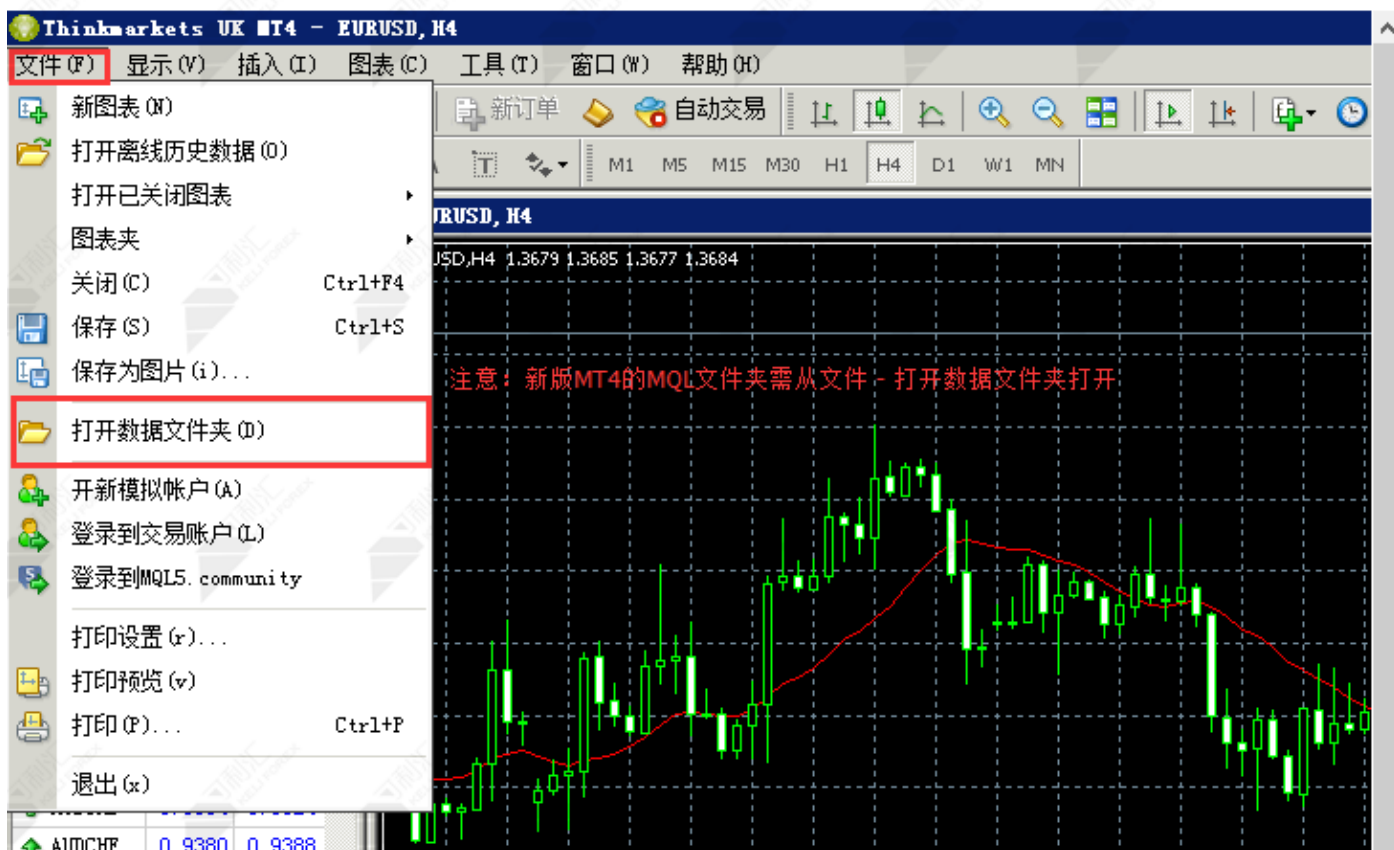 Thinkmarkets UK MT4 - EURUSD, H4
文件(F) 显示(V) 插入(I) 图表(C) 工具(T) 窗口(W) 帮助(H)
新图表(N)
新订单 自动交易
打开离线历史数据(O)
T M1 M5 M15 M30 H1 H4 D1 W1 MN
打开已关闭图表
RUSD, H4
图表夹
USD,H4 1.3679 1.3685 1.3677 1.3684
关闭(C) Ctrl+F4
保存(S) Ctrl+S
保存为图片(i)...
注意：新版MT4的MQL文件夹需从文件 - 打开数据文件夹打开
打开数据文件夹(D)
开新模拟帐户(A)
登录到交易账户(L)
登录到MQL5.community
打印设置(r)...
打印预览(v)
打印(P)... Ctrl+P
退出(x)
AUDCHF 0.9380 0.9388